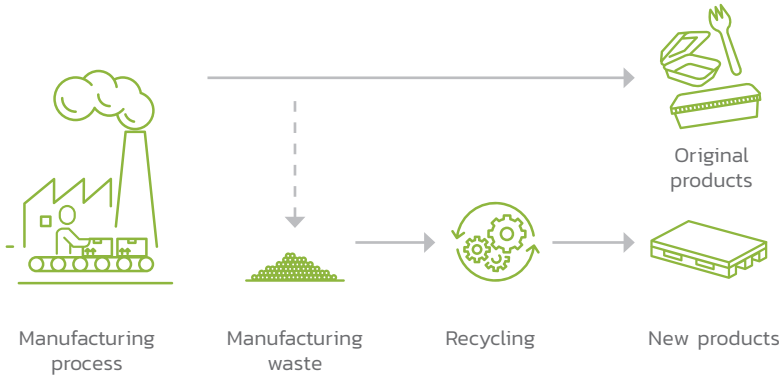 Original
products
Manufacturing
process
Manufacturing
waste
Recycling
New products